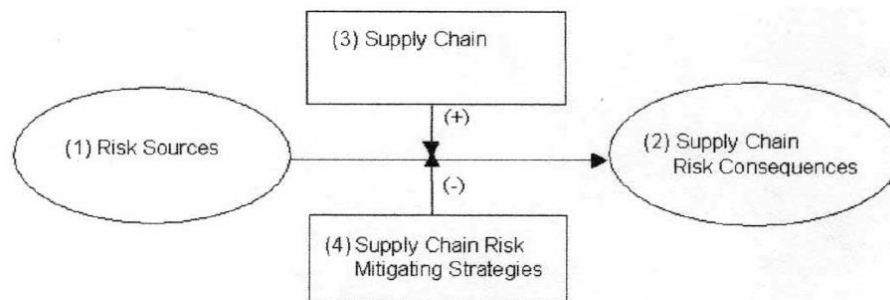 (3) Supply Chain
(+)
(1) Risk Sources
(2) Supply Chain
Risk Consequences
(-)
(4) Supply Chain Risk
Mitigating Strategies